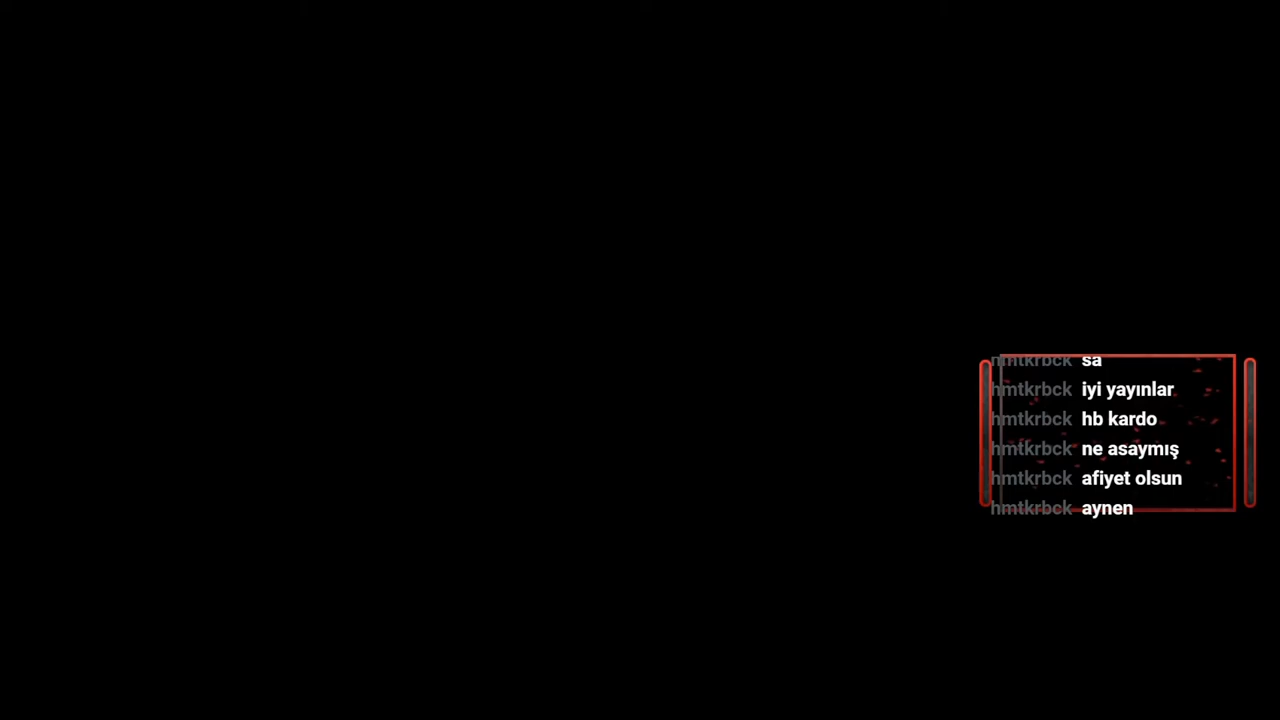 hmtkrbck sa
hmtkrbck iyi yayınlar
hmtkrbck hb kardo
hmtkrbck ne asaymış
hmtkrbck afiyet olsun
hmtkrbck aynen